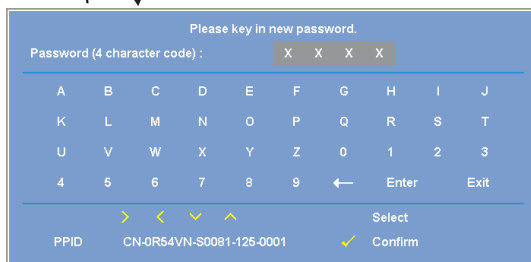 Please key in new password.
Password (4 character code) : X X X X
A B C D E F G H I J
K L M N O P Q R S T
U V W X Y Z 0 1 2 3
4 5 6 7 8 9 ← Enter Exit
Select
PPID CN-0R54VN-S0081-125-0001 Confirm